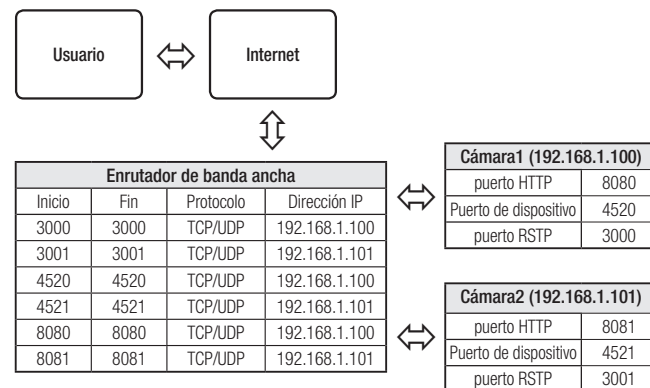 Usuario
Internet
Enrutador de banda ancha
Inicio Fin Protocolo Dirección IP
3000 3000 TCP/UDP 192.168.1.100
3001 3001 TCP/UDP 192.168.1.101
4520 4520 TCP/UDP 192.168.1.100
4521 4521 TCP/UDP 192.168.1.101
8080 8080 TCP/UDP 192.168.1.100
8081 8081 TCP/UDP 192.168.1.101
Cámara1 (192.168.1.100)
puerto HTTP 8080
Puerto de dispositivo 4520
puerto RSTP 3000
Cámara2 (192.168.1.101)
puerto HTTP 8081
Puerto de dispositivo 4521
puerto RSTP 3001